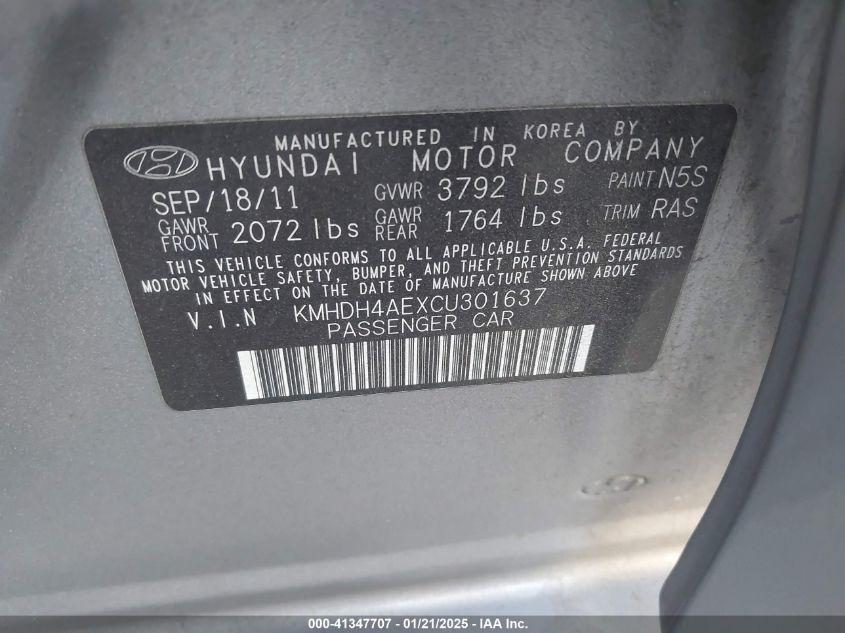 MANUFACTURED IN KOREA BY
HYUNDAI MOTOR COMPANY
SEP/18/11 GVWR 3792 lbs PAINT N5S
GAWR FRONT 2072 lbs GAWR REAR 1764 lbs TRIM RAS
THIS VEHICLE CONFORMS TO ALL APPLICABLE U.S.A. FEDERAL
MOTOR VEHICLE SAFETY, BUMPER, AND THEFT PREVENTION STANDARDS
IN EFFECT ON THE DATE OF MANUFACTURE SHOWN ABOVE
V.I.N KMHDH4AEXCU301637
PASSENGER CAR
000-41347707 - 01/21/2025 - IAA Inc.